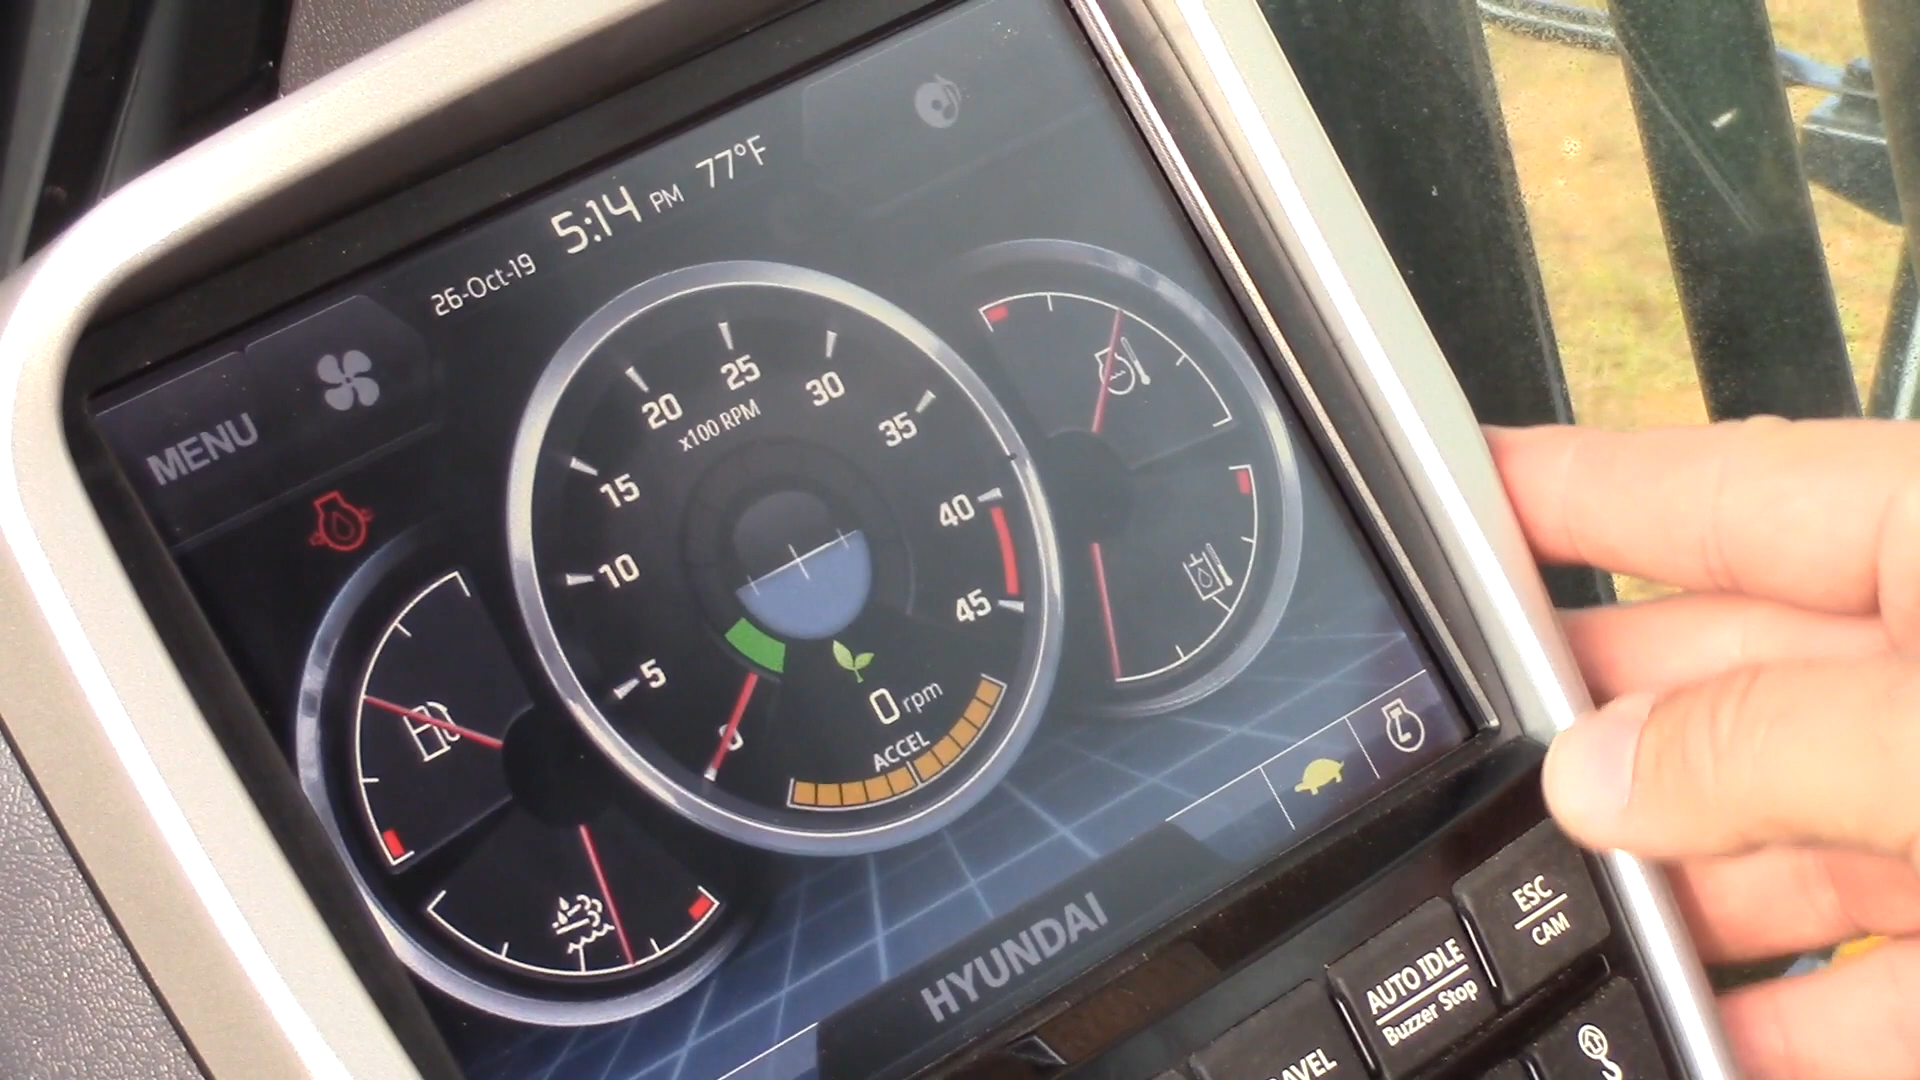 26-Oct-19 5:14 PM 77°F
MENU
20
25
30
x100 RPM
35
15
40
10
45
5
0 rpm
0
ACCEL
HYUNDAI
ESC
CAM
AUTO IDLE
Buzzer Stop